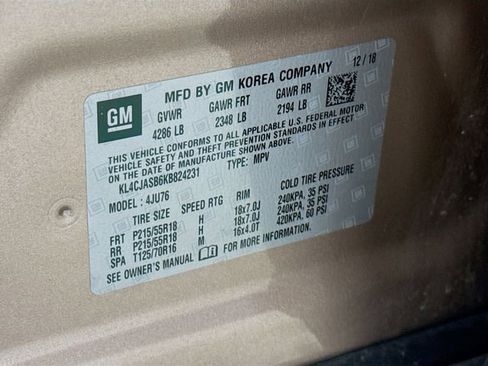 MFD BY GM KOREA COMPANY 12/18
GM
GVWR GAWR FRT GAWR RR
4286 LB 2348 LB 2194 LB
THIS VEHICLE CONFORMS TO ALL APPLICABLE U.S. FEDERAL MOTOR
VEHICLE SAFETY AND THEFT PREVENTION STANDARDS IN EFFECT
ON THE DATE OF MANUFACTURE SHOWN ABOVE.
KL4CJASB6KB824231 TYPE: MPV
MODEL: 4JU76
TIRE SIZE SPEED RTG RIM COLD TIRE PRESSURE
FRT P215/55R18 H 18x7.0J 240KPA, 35 PSI
RR P215/55R18 H 18x7.0J 240KPA, 35 PSI
SPA T125/70R16 M 16x4.0T 420KPA, 60 PSI
SEE OWNER'S MANUAL FOR MORE INFORMATION.